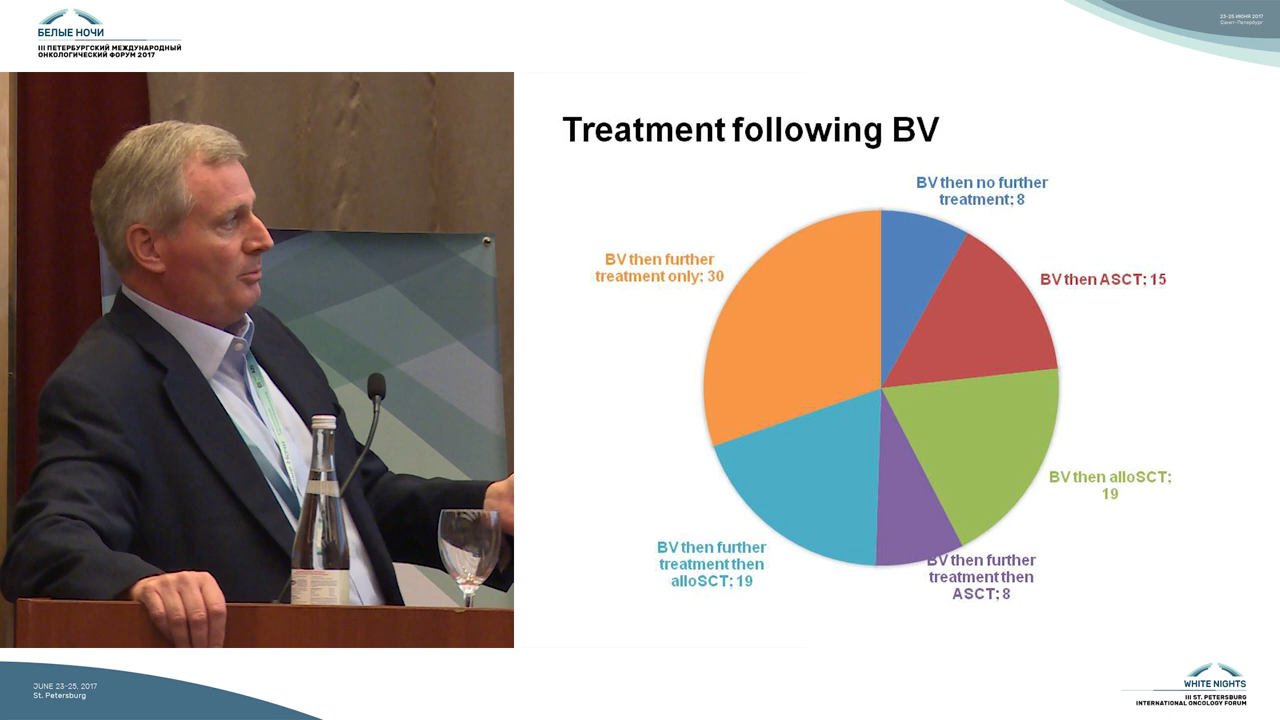 БЕЛЫЕ НОЧИ
III ПЕТЕРБУРГСКИЙ МЕЖДУНАРОДНЫЙ
ОНКОЛОГИЧЕСКИЙ ФОРУМ 2017
23-25 ИЮНЯ 2017
Санкт-Петербург
Treatment following BV
BV then no further
treatment; 8
BV then further
treatment only; 30
BV then ASCT; 15
BV then alloSCT;
19
BV then further
treatment then
alloSCT; 19
BV then further
treatment then
ASCT; 8
JUNE 23-25, 2017
St. Petersburg
WHITE NIGHTS
III ST. PETERSBURG
INTERNATIONAL ONCOLOGY FORUM